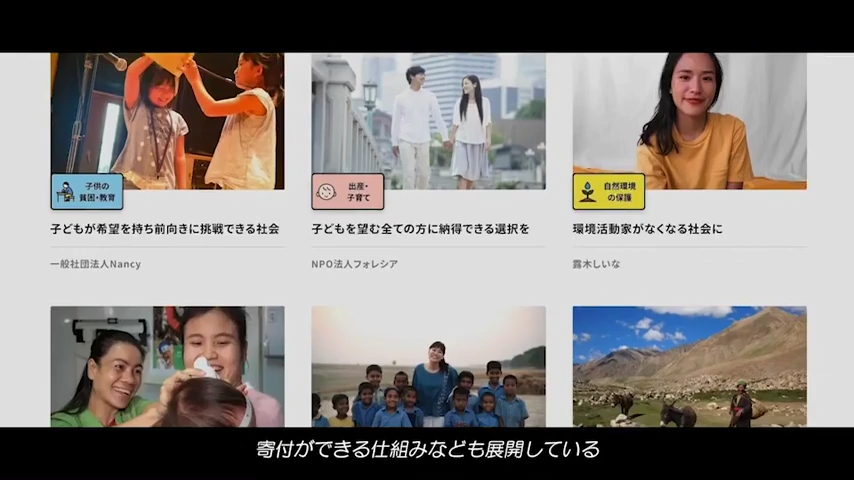 子供の
貧困・教育
子どもが希望を持ち前向きに挑戦できる社会
一般社団法人Nancy
出産・
子育て
子どもを望む全ての方に納得できる選択を
NPO法人フォレシア
自然環境
の保護
環境活動家がなくなる社会に
露木しいな
寄付ができる仕組みなども展開している